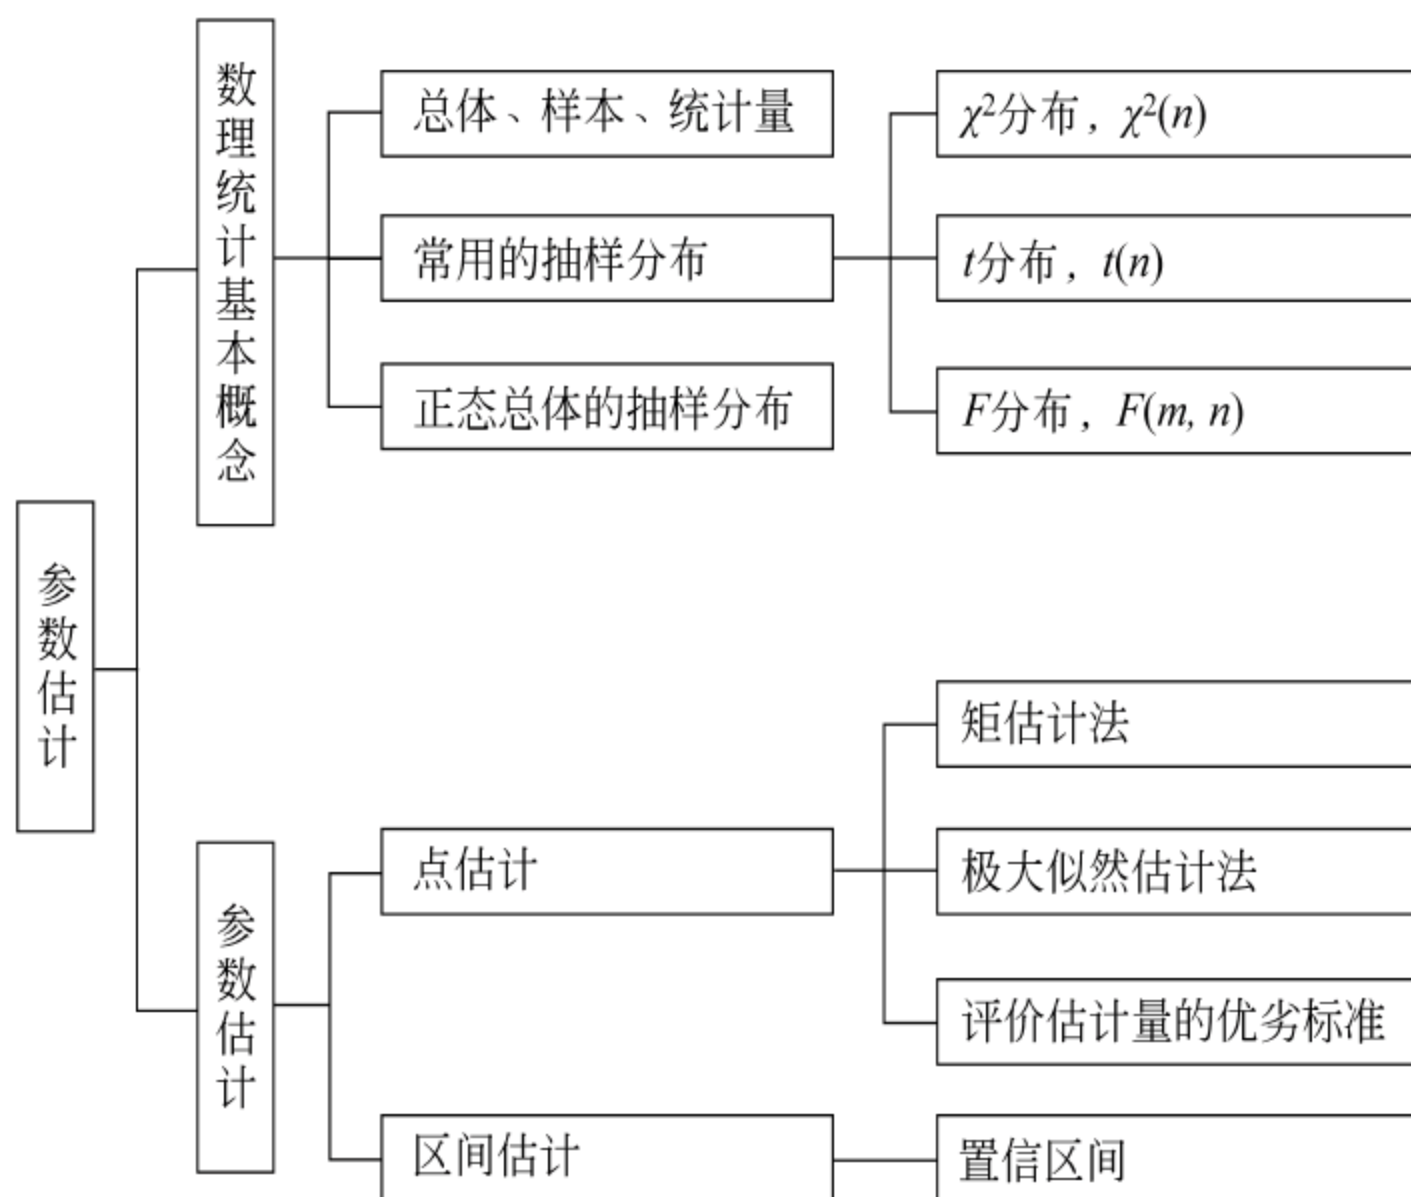 参数估计
数理统计基本概念
总体、样本、统计量
常用的抽样分布
正态总体的抽样分布
χ²分布, χ²(n)
t分布, t(n)
F分布, F(m, n)
参数估计
点估计
区间估计
矩估计法
极大似然估计法
评价估计量的优劣标准
置信区间